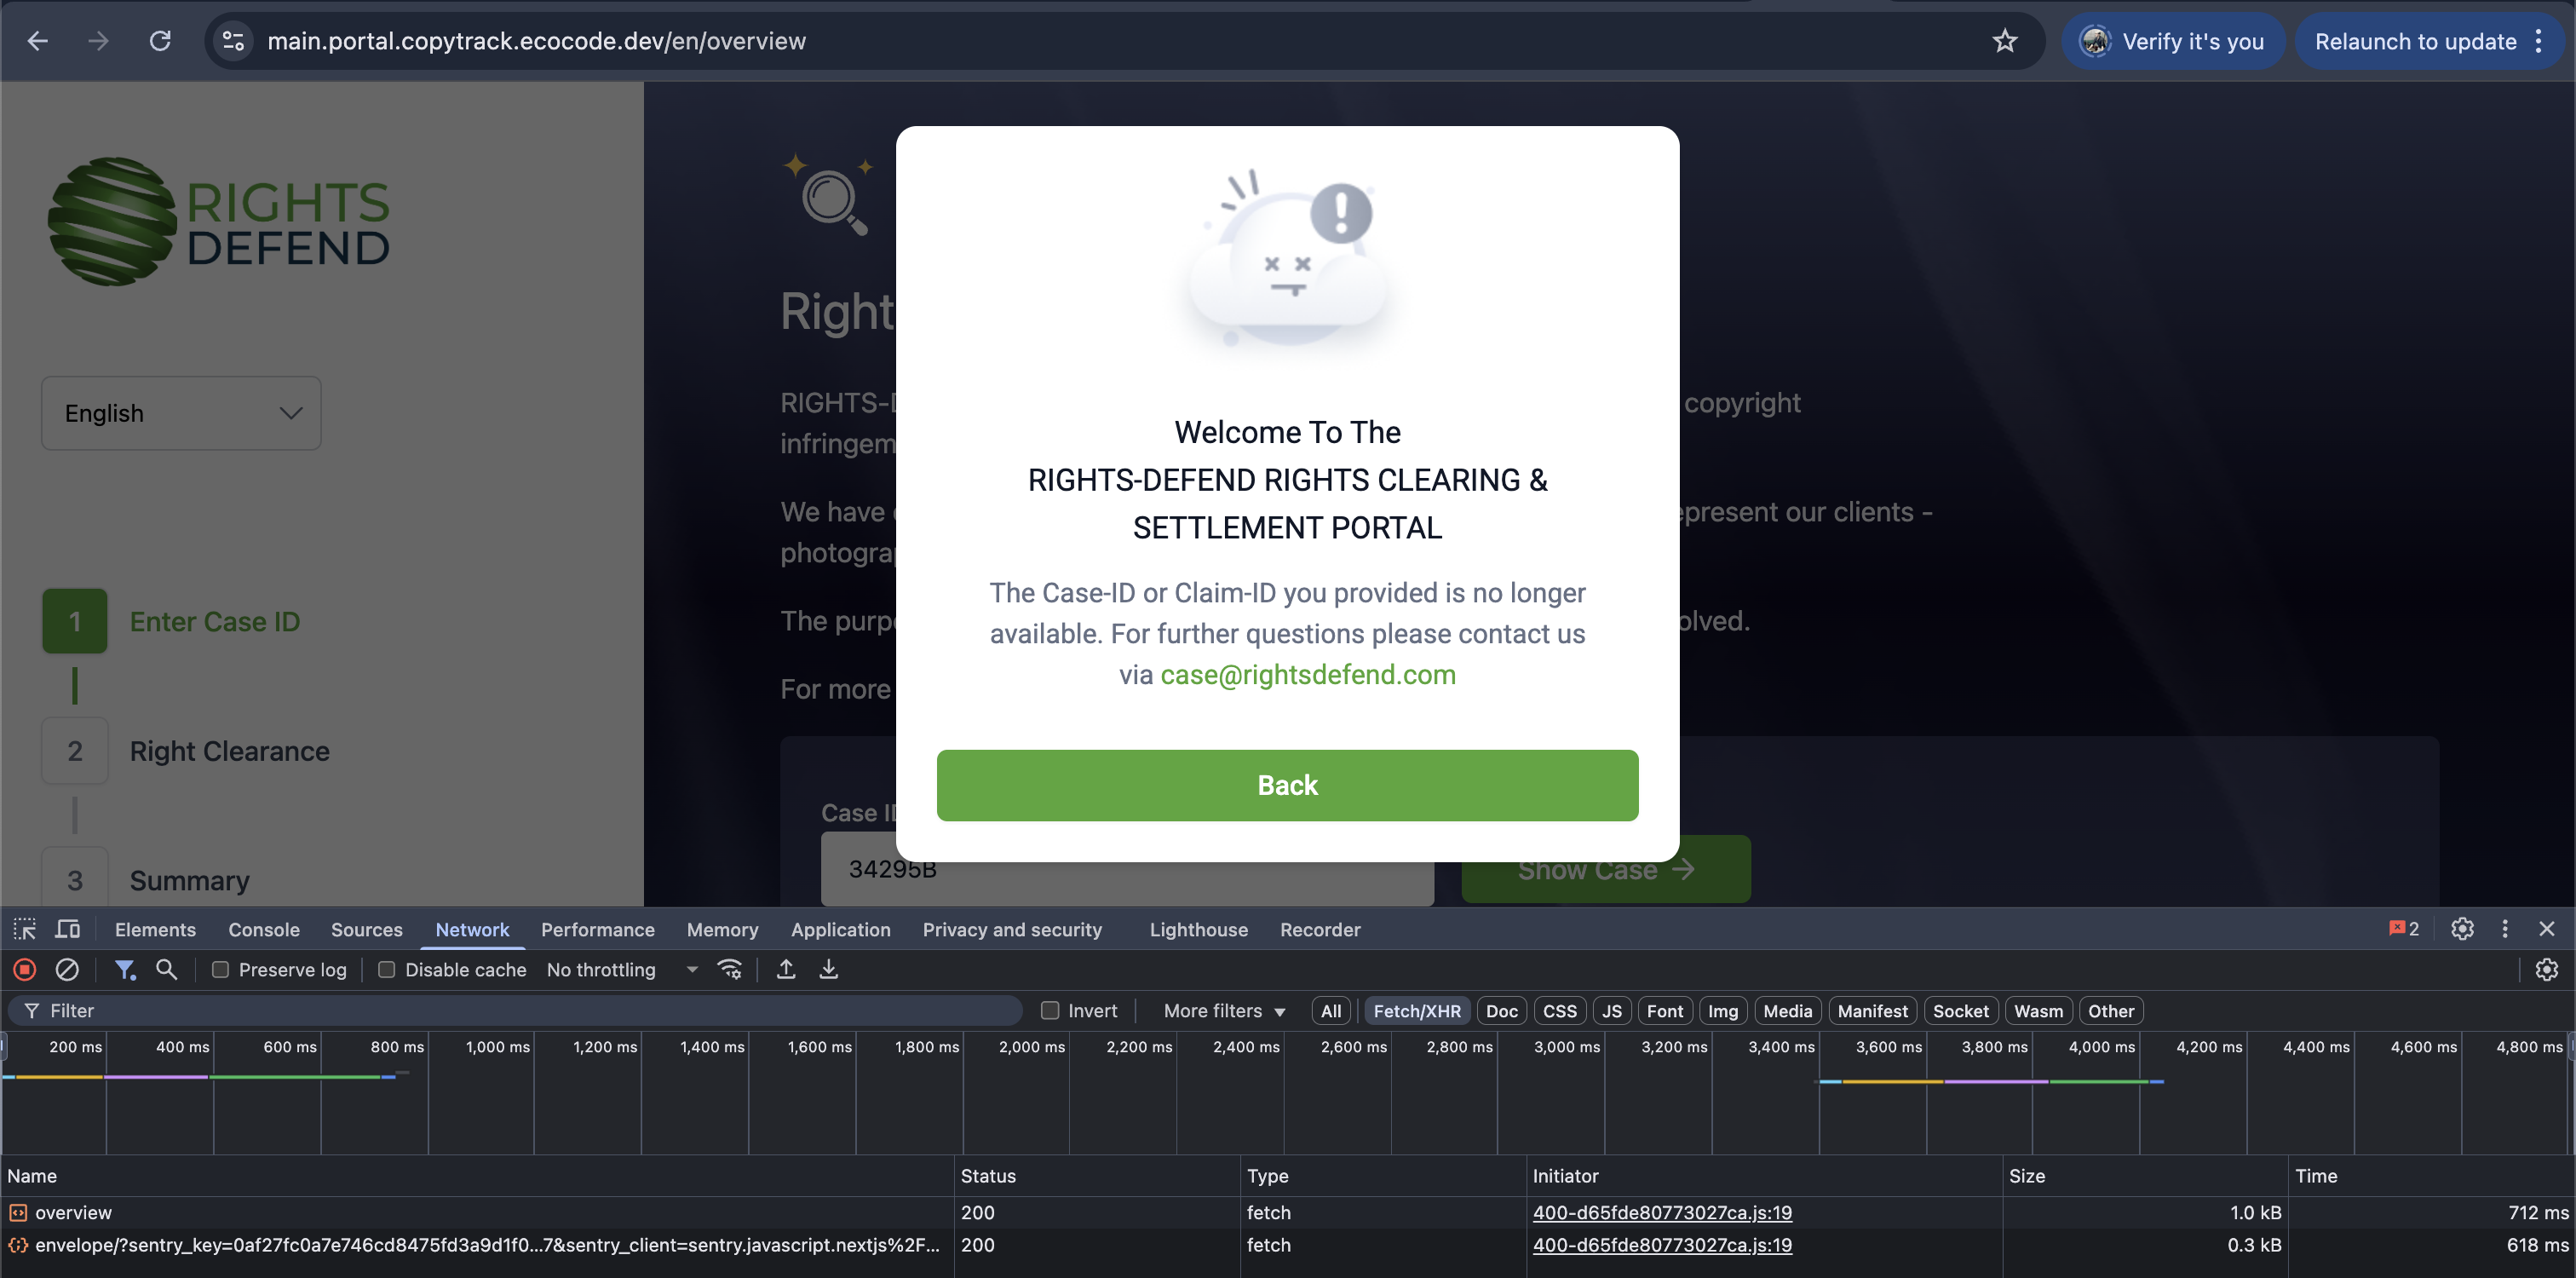 main.portal.copytrack.ecocode.dev/en/overview
Verify it's you
Relaunch to update
RIGHTS
DEFEND
English
1 Enter Case ID
2 Right Clearance
3 Summary
Right
RIGHTS-D
copyright
infringem
We have
epresent our clients -
photogra
The purp
olved.
For more
Case ID
34295B
Show Case →
Welcome To The
RIGHTS-DEFEND RIGHTS CLEARING &
SETTLEMENT PORTAL
The Case-ID or Claim-ID you provided is no longer
available. For further questions please contact us
via case@rightsdefend.com
Back
Elements Console Sources Network Performance Memory Application Privacy and security Lighthouse Recorder 2
Preserve log Disable cache No throttling
Filter Invert More filters All Fetch/XHR Doc CSS JS Font Img Media Manifest Socket Wasm Other
200 ms 400 ms 600 ms 800 ms 1,000 ms 1,200 ms 1,400 ms 1,600 ms 1,800 ms 2,000 ms 2,200 ms 2,400 ms 2,600 ms 2,800 ms 3,000 ms 3,200 ms 3,400 ms 3,600 ms 3,800 ms 4,000 ms 4,200 ms 4,400 ms 4,600 ms 4,800 ms
Name Status Type Initiator Size Time
overview 200 fetch 400-d65fde80773027ca.js:19 1.0 kB 712 ms
envelope/?sentry_key=0af27fc0a7e746cd8475fd3a9d1f0...7&sentry_client=sentry.javascript.nextjs%2F... 200 fetch 400-d65fde80773027ca.js:19 0.3 kB 618 ms